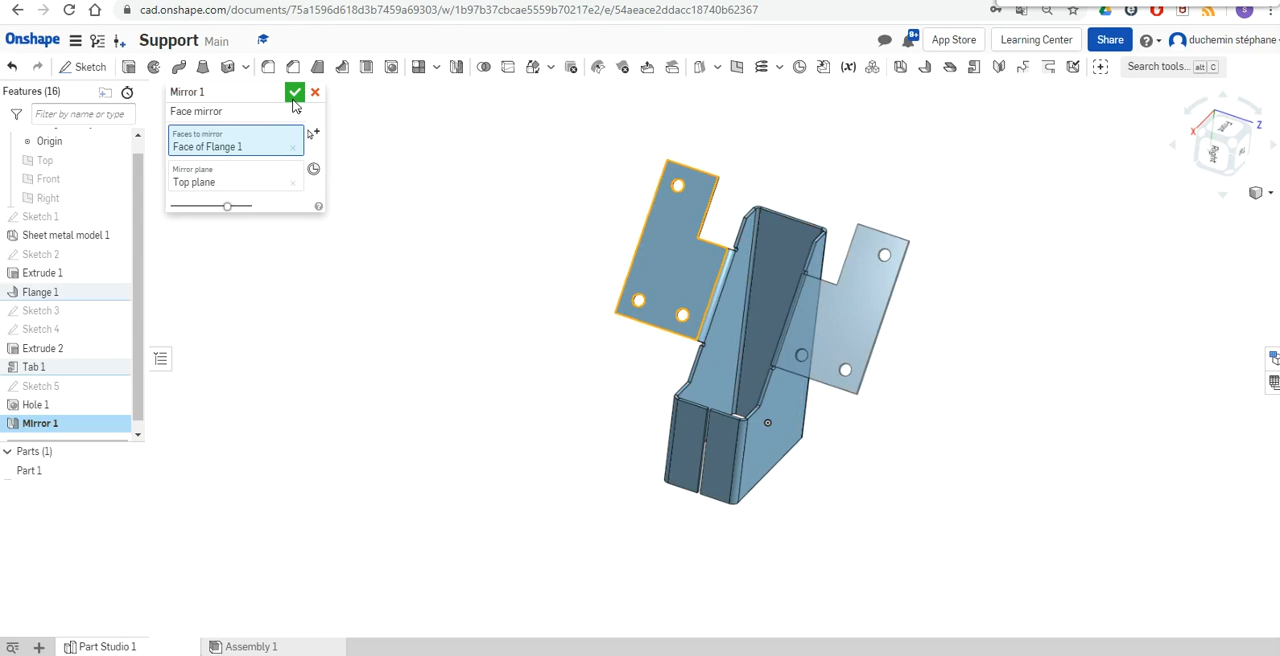 cad.onshape.com/documents/75a1596d618d3b7459a69303/w/1b97b37cbcae5559b70217e2/e/54aeace2ddacc18740b62367
Onshape Support Main
9+
App Store
Learning Center
Share
duchemin stéphane
Sketch
Search tools... alt C
Features (16)
Filter by name or type
Origin
Top
Front
Right
Sketch 1
Sheet metal model 1
Sketch 2
Extrude 1
Flange 1
Sketch 3
Sketch 4
Extrude 2
Tab 1
Sketch 5
Hole 1
Mirror 1
Parts (1)
Part 1
Mirror 1
Face mirror
Faces to mirror
Face of Flange 1
Mirror plane
Top plane
X
Z
Right
Part Studio 1
Assembly 1